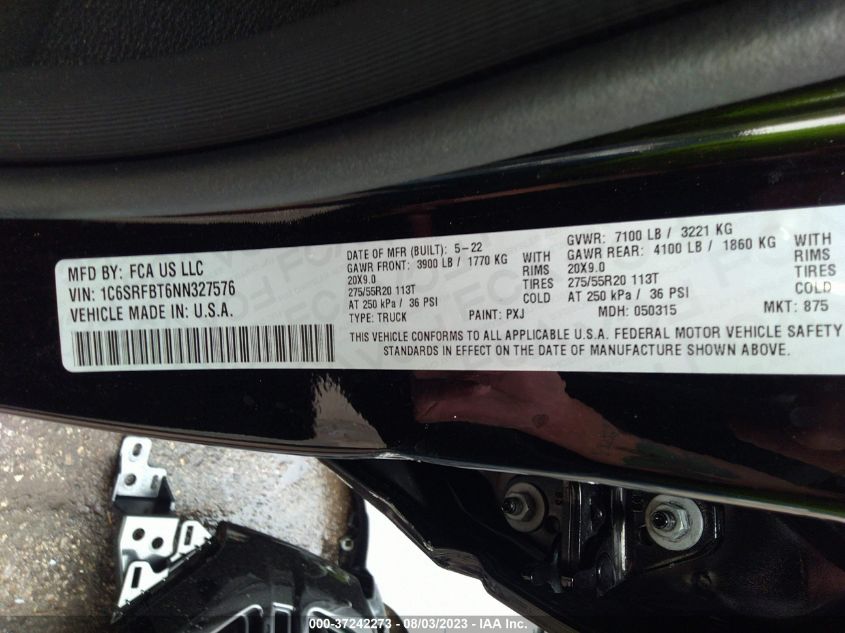 MFD BY: FCA US LLC
VIN: 1C6SRFBT6NN327576
VEHICLE MADE IN: U.S.A.
DATE OF MFR (BUILT): 5-22
GAWR FRONT: 3900 LB / 1770 KG WITH
20X9.0 RIMS
275/55R20 113T TIRES
AT 250 kPa / 36 PSI COLD
TYPE: TRUCK PAINT: PXJ
GVWR: 7100 LB / 3221 KG
GAWR REAR: 4100 LB / 1860 KG WITH
20X9.0 RIMS
275/55R20 113T TIRES
AT 250 kPa / 36 PSI COLD
MDH: 050315 MKT: 875
THIS VEHICLE CONFORMS TO ALL APPLICABLE U.S.A. FEDERAL MOTOR VEHICLE SAFETY
STANDARDS IN EFFECT ON THE DATE OF MANUFACTURE SHOWN ABOVE.
000-37242273 - 08/03/2023 - IAA Inc.